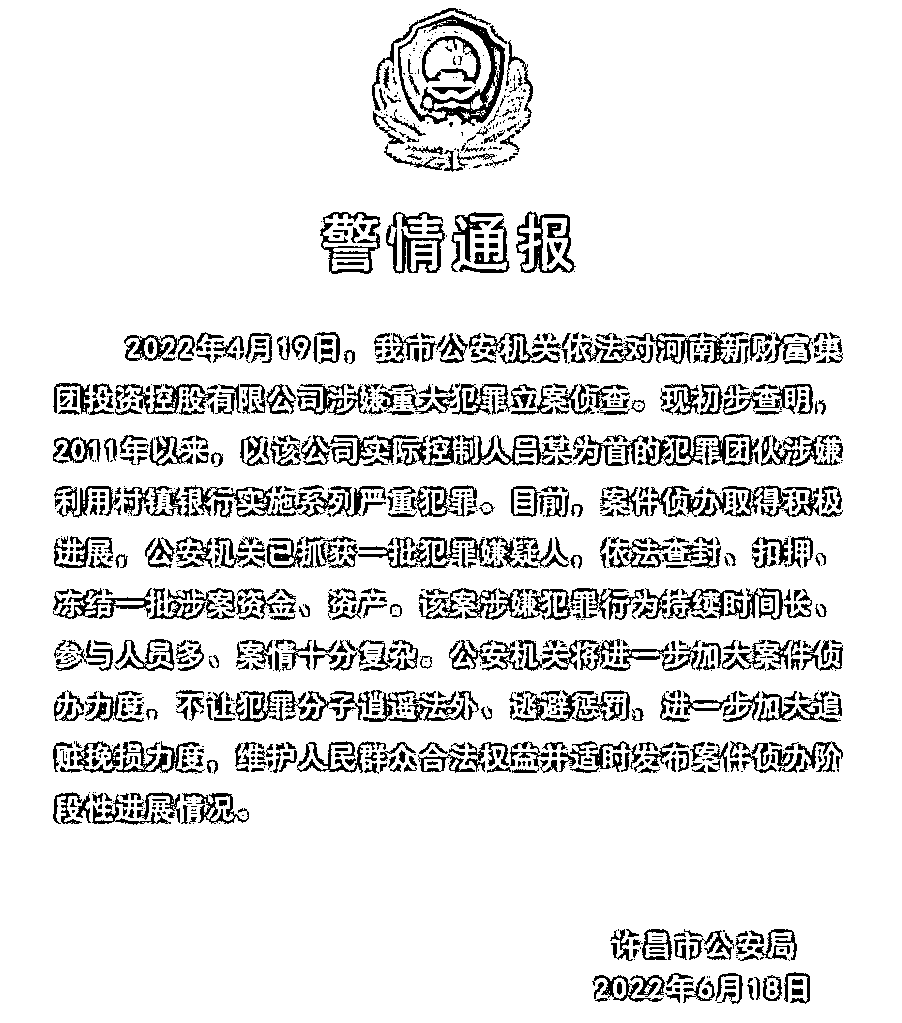 警情通报
2022年4月19日，我市公安机关依法对河南新财富集
团投资控股有限公司涉嫌重大犯罪立案侦查。现初步查明，
2011年以来，以该公司实际控制人吕某为首的犯罪团伙涉嫌
利用村镇银行实施系列严重犯罪。目前，案件侦办取得积极
进展，公安机关已抓获一批犯罪嫌疑人，依法查封、扣押、
冻结一批涉案资金、资产。该案涉嫌犯罪行为持续时间长、
参与人员多、案情十分复杂。公安机关将进一步加大案件侦
办力度，不让犯罪分子逍遥法外、逃避惩罚，进一步加大追
赃挽损力度，维护人民群众合法权益并适时发布案件侦办阶
段性进展情况。
许昌市公安局
2022年6月18日